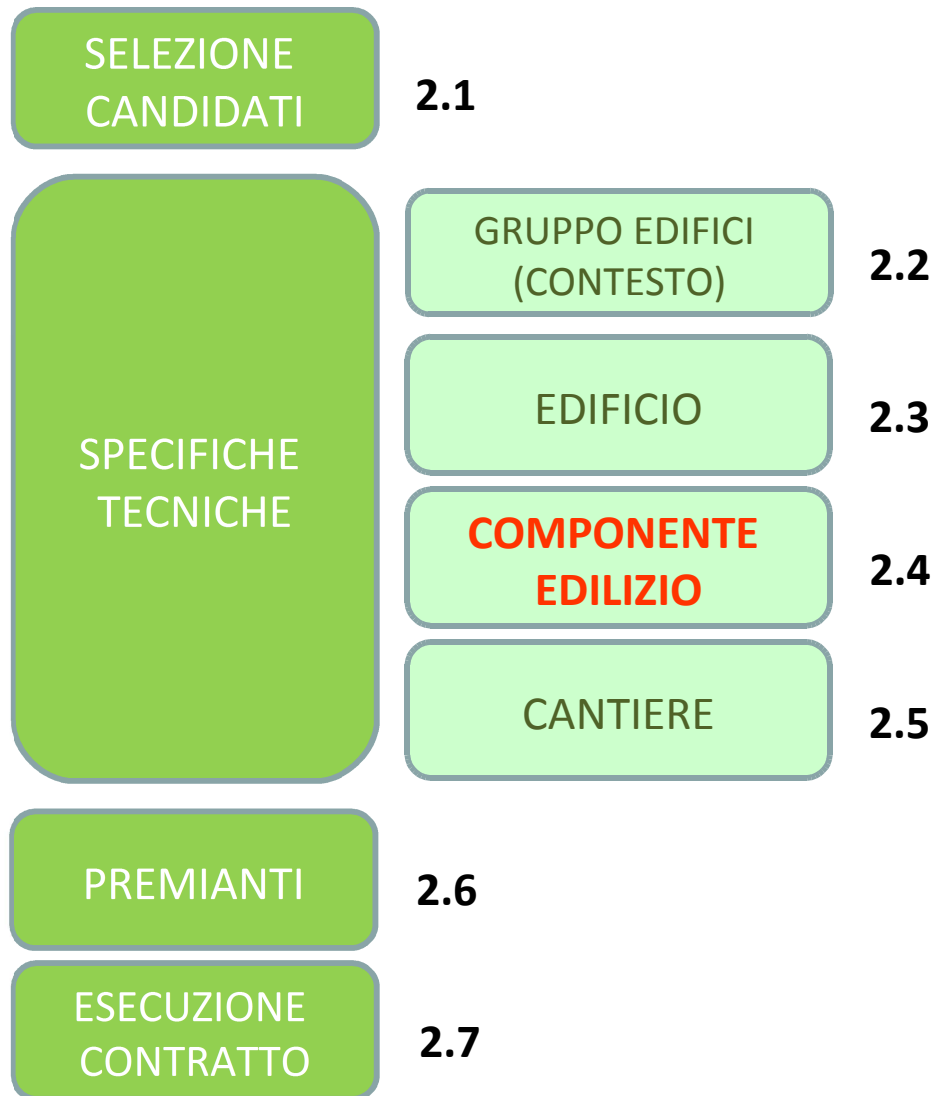 SELEZIONE
CANDIDATI
2.1
SPECIFICHE
TECNICHE
GRUPPO EDIFICI
(CONTESTO)
2.2
EDIFICIO
2.3
COMPONENTE
EDILIZIO
2.4
CANTIERE
2.5
PREMIANTI
2.6
ESECUZIONE
CONTRATTO
2.7